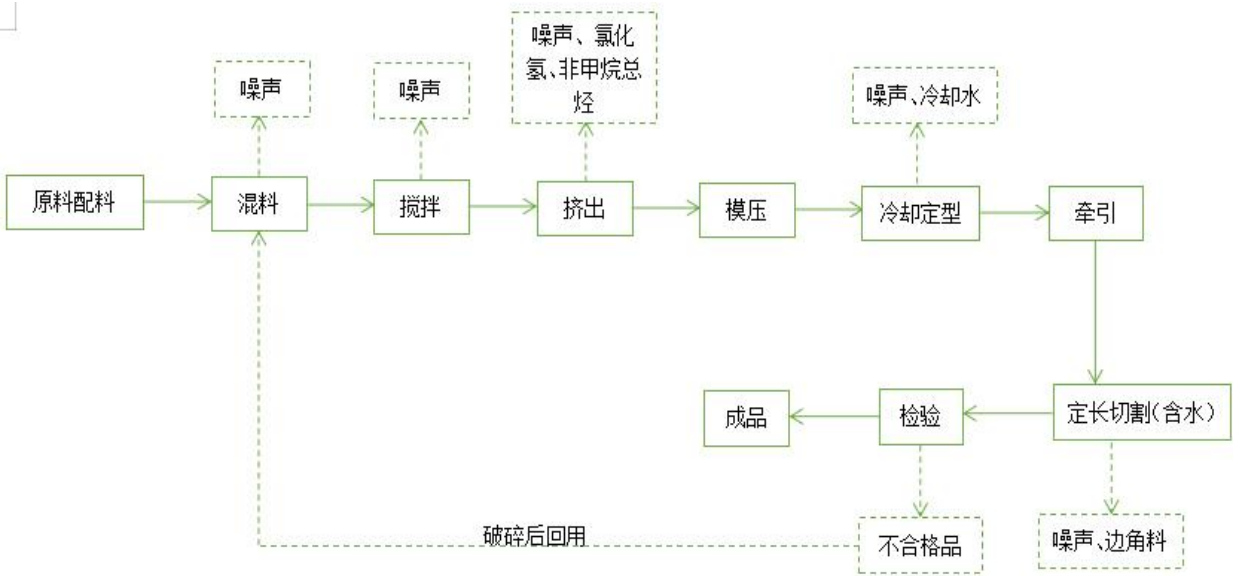 噪声
噪声
噪声、氯化
氢、非甲烷总
烃
噪声、冷却水
原料配料
混料
搅拌
挤出
模压
冷却定型
牵引
成品
检验
定长切割（含水）
破碎后回用
不合格品
噪声、边角料